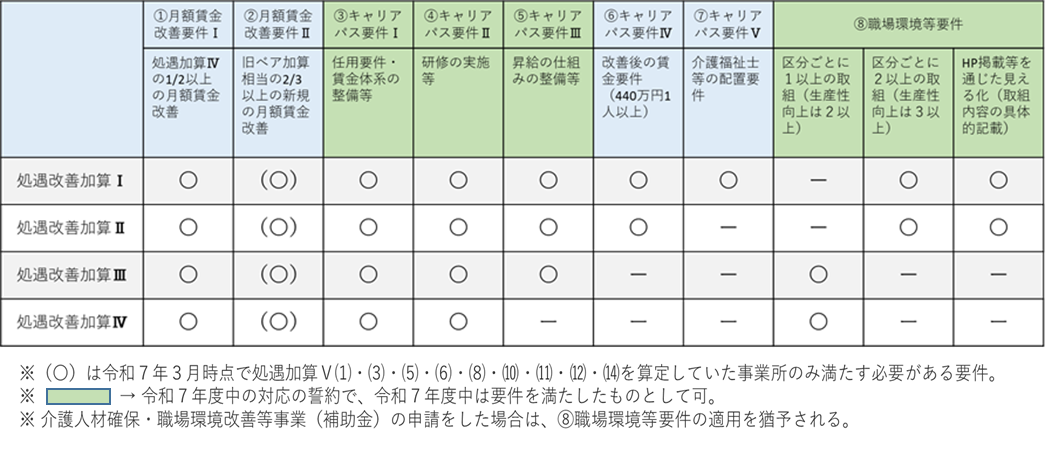 ①月額賃金
改善要件Ⅰ
②月額賃金
改善要件Ⅱ
③キャリア
パス要件Ⅰ
④キャリア
パス要件Ⅱ
⑤キャリア
パス要件Ⅲ
⑥キャリア
パス要件Ⅳ
⑦キャリア
パス要件Ⅴ
⑧職場環境等要件
処遇加算Ⅳ
の1/2以上
の月額賃金
改善
旧ベア加算
相当の2/3
以上の新規
の月額賃金
改善
任用要件・
賃金体系の
整備等
研修の実施
等
昇給の仕組
みの整備等
改善後の賃
金要件
（440万円1
人以上）
介護福祉士
等の配置要
件
区分ごとに
1以上の取
組（生産性
向上は２以
上）
区分ごとに
２以上の取
組（生産性
向上は３以
上）
HP掲載等を
通じた見え
る化（取組
内容の具体
的記載）
処遇改善加算Ⅰ 〇 （〇） 〇 〇 〇 〇 〇 ー 〇 〇
処遇改善加算Ⅱ 〇 （〇） 〇 〇 〇 〇 ー ー 〇 〇
処遇改善加算Ⅲ 〇 （〇） 〇 〇 〇 ー ー 〇 ー ー
処遇改善加算Ⅳ 〇 （〇） 〇 〇 ー ー ー 〇 ー ー
※（〇）は令和７年３月時点で処遇加算Ⅴ⑴・⑶・⑸・⑹・⑻・⑽・⑾・⑿・⒁を算定していた事業所のみ満たす必要がある要件。
※ → 令和７年度中の対応の誓約で、令和７年度中は要件を満たしたものとして可。
※ 介護人材確保・職場環境改善等事業（補助金）の申請をした場合は、⑧職場環境等要件の適用を猶予される。